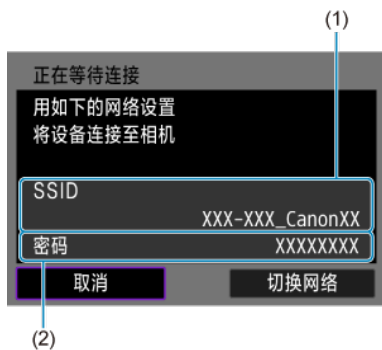 (1)
正在等待连接
用如下的网络设置
将设备连接至相机
SSID
XXX-XXX_CanonXX
密码 XXXXXXXX
取消 切换网络
(2)